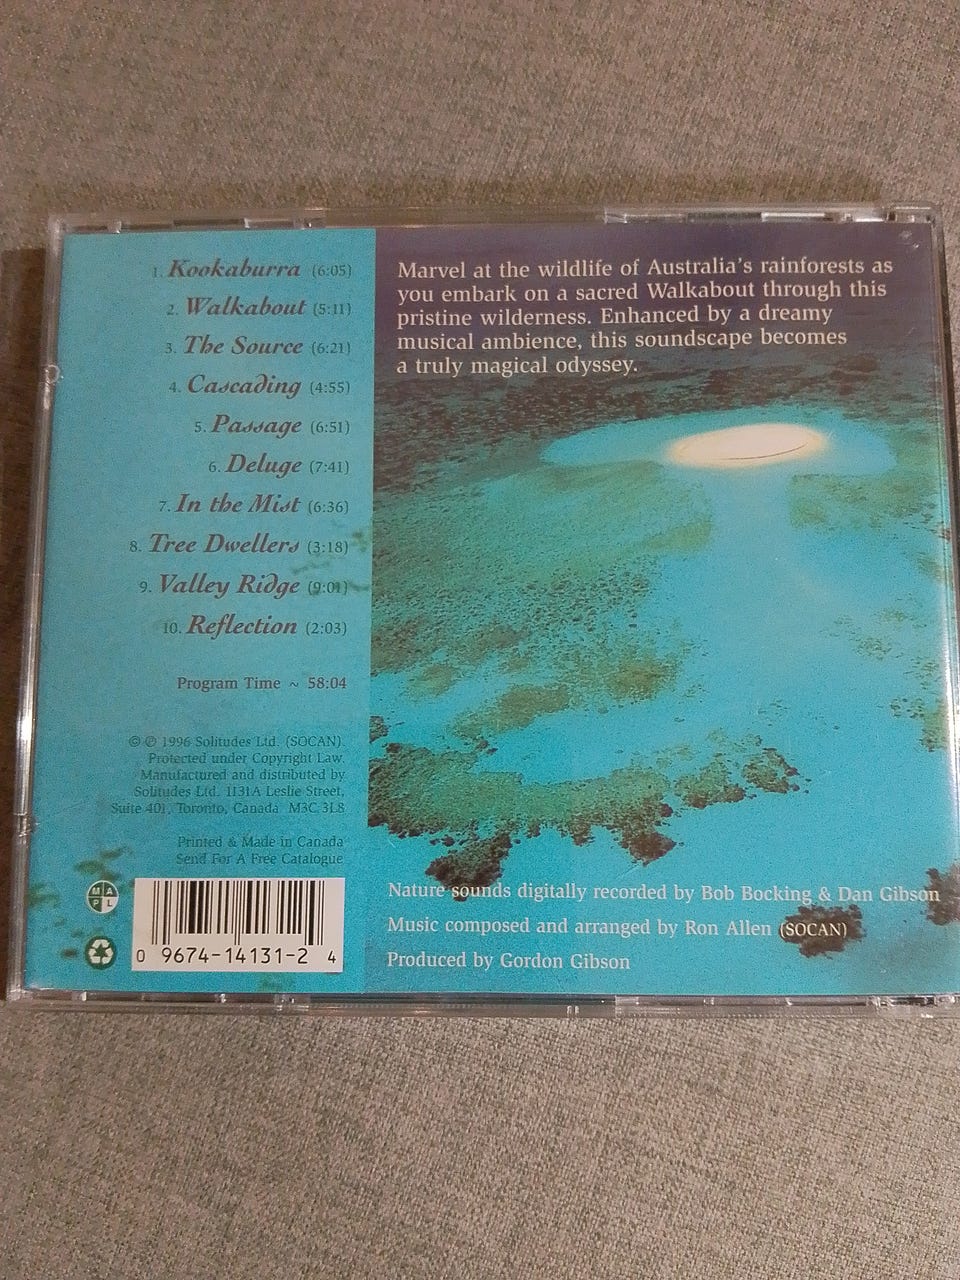 1. Kookaburra (6:05)
2. Walkabout (5:11)
3. The Source (6:21)
4. Cascading (4:55)
5. Passage (6:51)
6. Deluge (7:41)
7. In the Mist (6:36)
8. Tree Dwellers (3:18)
9. Valley Ridge (9:01)
10. Reflection (2:03)
Program Time ~ 58:04
© ℗ 1996 Solitudes Ltd. (SOCAN).
Protected under Copyright Law.
Manufactured and distributed by
Solitudes Ltd. 1131A Leslie Street,
Suite 401, Toronto, Canada M3C 3L8
Printed & Made in Canada
Send For A Free Catalogue
M A
P L
0 9674-14131-2 4
Marvel at the wildlife of Australia's rainforests as
you embark on a sacred Walkabout through this
pristine wilderness. Enhanced by a dreamy
musical ambience, this soundscape becomes
a truly magical odyssey.
Nature sounds digitally recorded by Bob Bocking & Dan Gibson
Music composed and arranged by Ron Allen (SOCAN)
Produced by Gordon Gibson